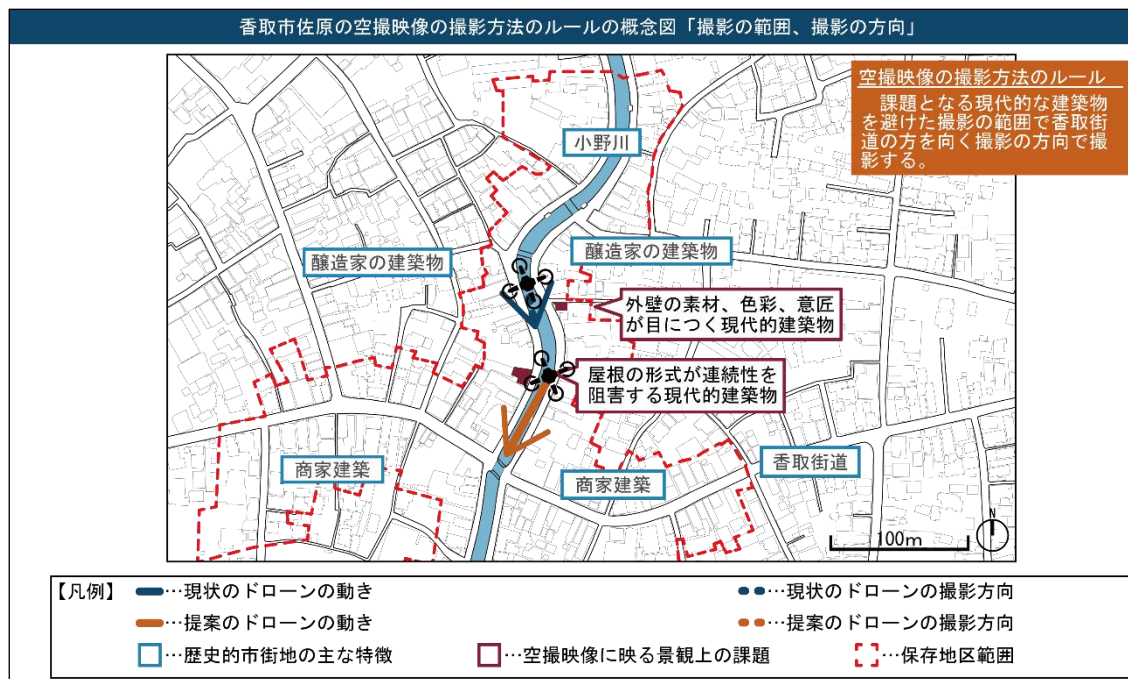 香取市佐原の空撮映像の撮影方法のルールの概念図「撮影の範囲、撮影の方向」
空撮映像の撮影方法のルール
課題となる現代的な建築物
を避けた撮影の範囲で香取街
道の方を向く撮影の方向で撮
影する。
小野川
醸造家の建築物
醸造家の建築物
外壁の素材、色彩、意匠
が目につく現代的建築物
屋根の形式が連続性を
阻害する現代的建築物
商家建築
商家建築
香取街道
N
100m
【凡例】
…現状のドローンの動き
…現状のドローンの撮影方向
…提案のドローンの動き
…提案のドローンの撮影方向
…歴史的市街地の主な特徴
…空撮映像に映る景観上の課題
…保存地区範囲